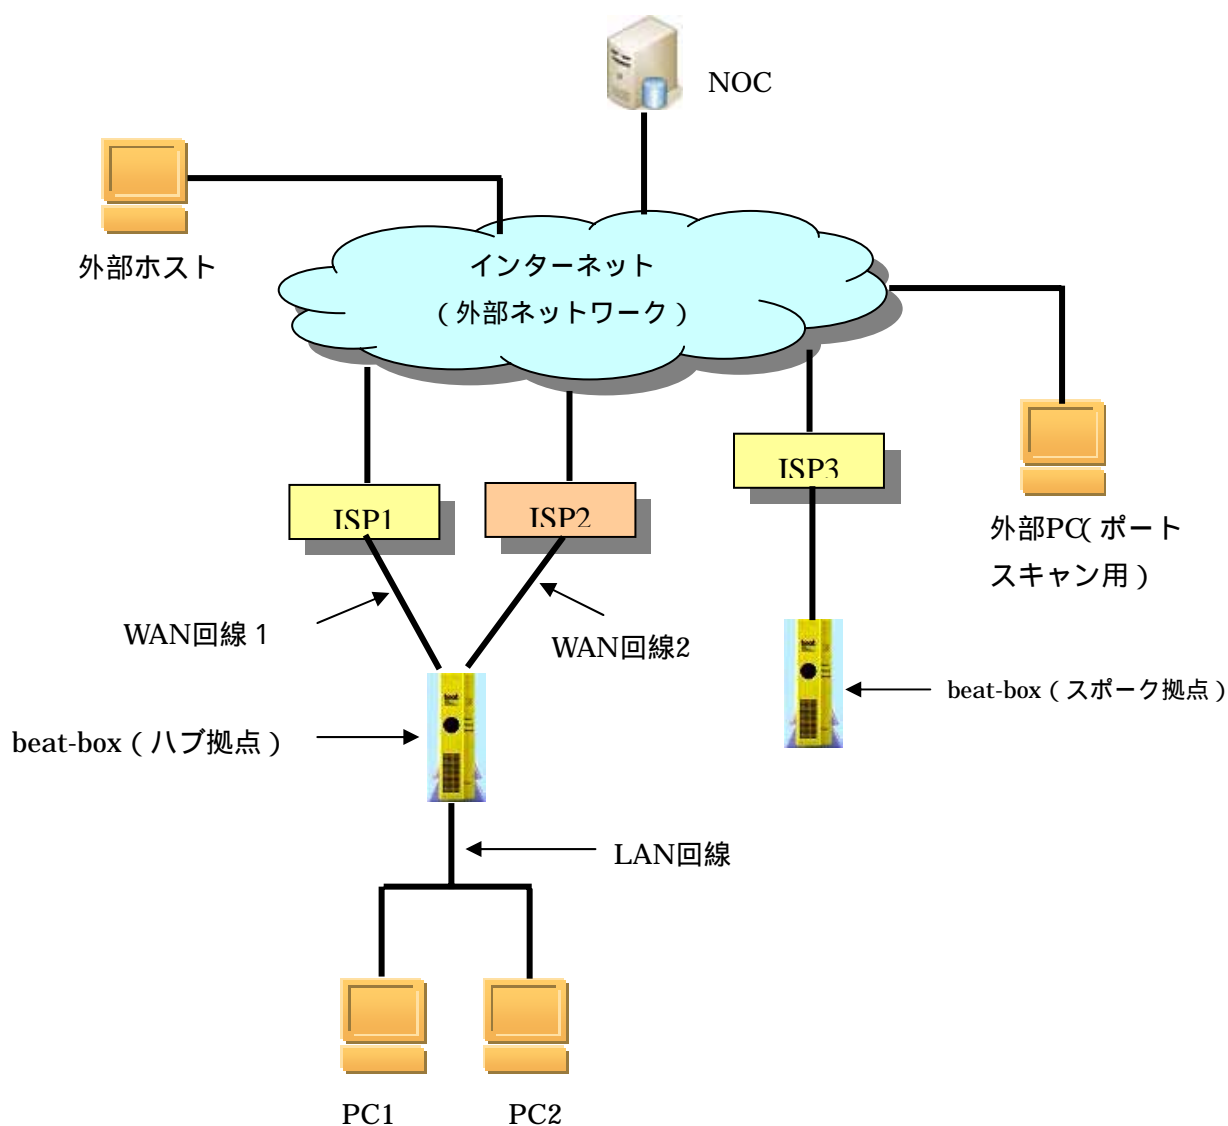 NOC
外部ホスト
インターネット
（外部ネットワーク）
ISP3
ISP1
ISP2
外部PC（ポート
スキャン用）
WAN回線１
WAN回線2
beat-box（スポーク拠点）
beat-box（ハブ拠点）
LAN回線
PC1
PC2